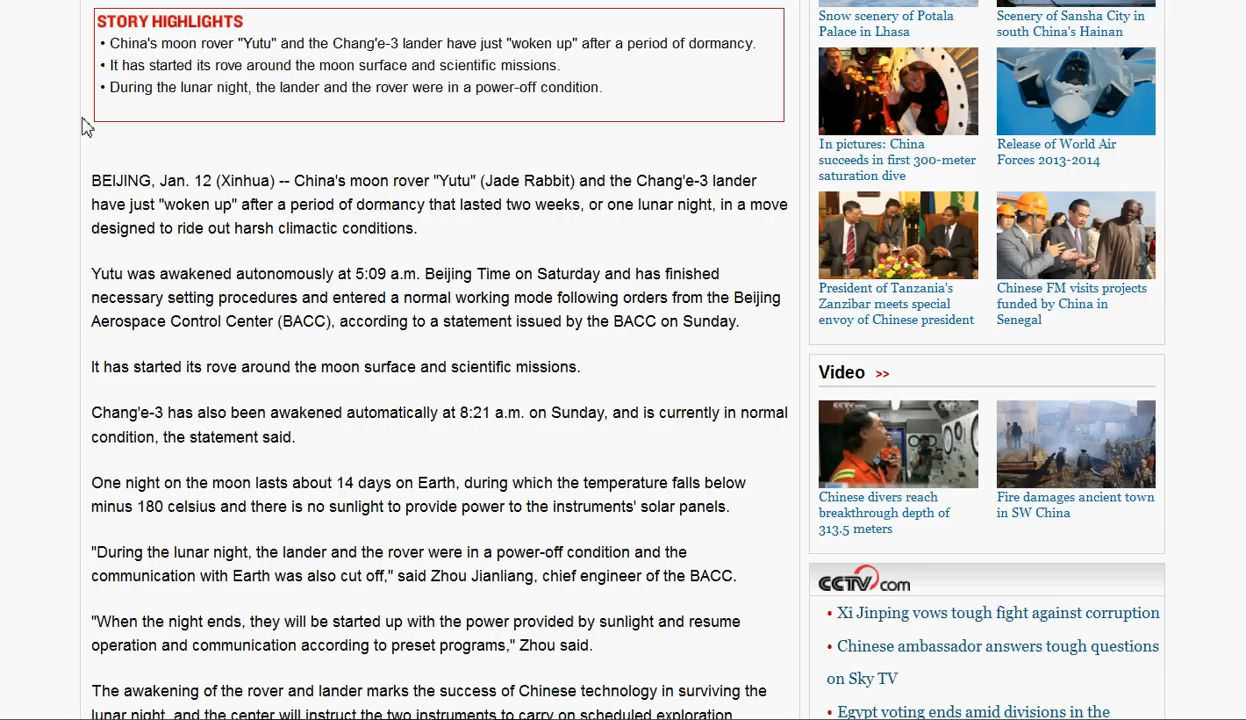 STORY HIGHLIGHTS
• China's moon rover "Yutu" and the Chang'e-3 lander have just "woken up" after a period of dormancy.
• It has started its rove around the moon surface and scientific missions.
• During the lunar night, the lander and the rover were in a power-off condition.
BEIJING, Jan. 12 (Xinhua) -- China's moon rover "Yutu" (Jade Rabbit) and the Chang'e-3 lander
have just "woken up" after a period of dormancy that lasted two weeks, or one lunar night, in a move
designed to ride out harsh climactic conditions.
Yutu was awakened autonomously at 5:09 a.m. Beijing Time on Saturday and has finished
necessary setting procedures and entered a normal working mode following orders from the Beijing
Aerospace Control Center (BACC), according to a statement issued by the BACC on Sunday.
It has started its rove around the moon surface and scientific missions.
Chang'e-3 has also been awakened automatically at 8:21 a.m. on Sunday, and is currently in normal
condition, the statement said.
One night on the moon lasts about 14 days on Earth, during which the temperature falls below
minus 180 celsius and there is no sunlight to provide power to the instruments' solar panels.
"During the lunar night, the lander and the rover were in a power-off condition and the
communication with Earth was also cut off," said Zhou Jianliang, chief engineer of the BACC.
"When the night ends, they will be started up with the power provided by sunlight and resume
operation and communication according to preset programs," Zhou said.
The awakening of the rover and lander marks the success of Chinese technology in surviving the
lunar night, and the center will instruct the two instruments to carry on scheduled exploration
Snow scenery of Potala
Palace in Lhasa
Scenery of Sansha City in
south China's Hainan
In pictures: China
succeeds in first 300-meter
saturation dive
Release of World Air
Forces 2013-2014
President of Tanzania's
Zanzibar meets special
envoy of Chinese president
Chinese FM visits projects
funded by China in
Senegal
Video >>
Chinese divers reach
breakthrough depth of
313.5 meters
Fire damages ancient town
in SW China
CCTV.com
• Xi Jinping vows tough fight against corruption
• Chinese ambassador answers tough questions
on Sky TV
• Egypt voting ends amid divisions in the